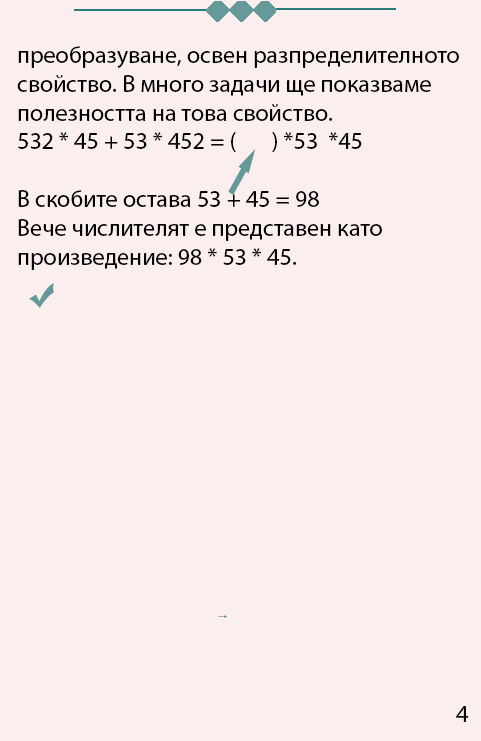 преобразуване, освен разпределителното
свойство. В много задачи ще показваме
полезността на това свойство.
532 * 45 + 53 * 452 = (      ) *53  *45
В скобите остава 53 + 45 = 98
Вече числителят е представен като
произведение: 98 * 53 * 45.
4